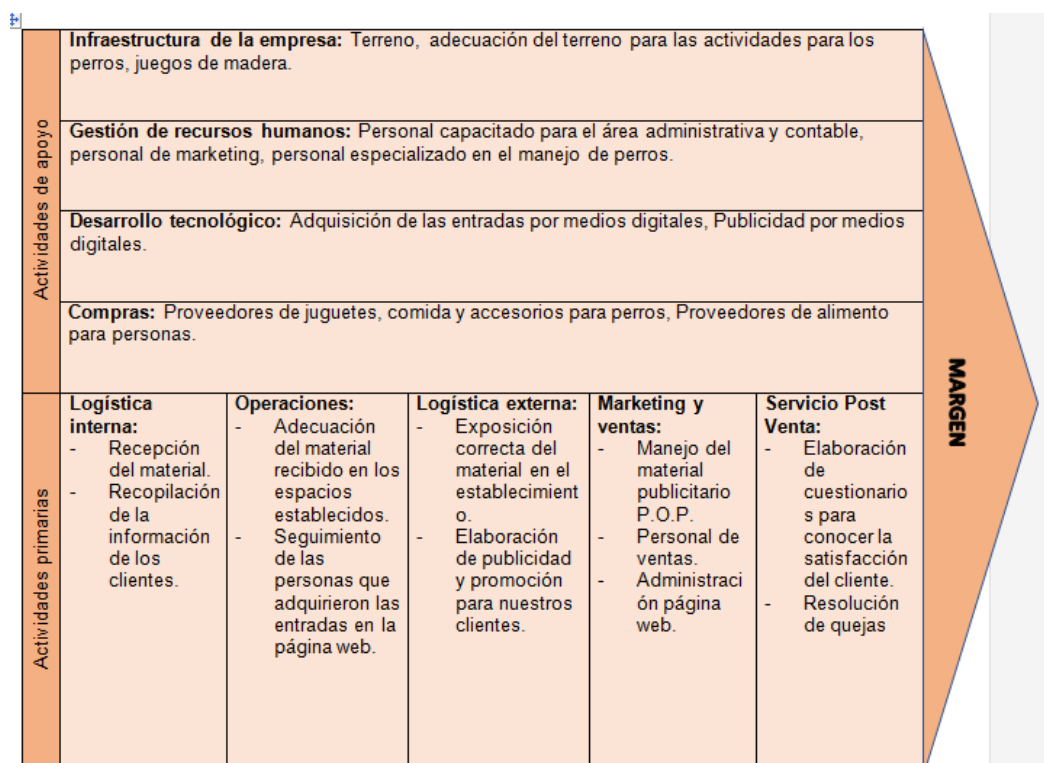 Infraestructura de la empresa: Terreno, adecuación del terreno para las actividades para los
perros, juegos de madera.
Actividades de apoyo
Gestión de recursos humanos: Personal capacitado para el área administrativa y contable,
personal de marketing, personal especializado en el manejo de perros.
Desarrollo tecnológico: Adquisición de las entradas por medios digitales, Publicidad por medios
digitales.
Compras: Proveedores de juguetes, comida y accesorios para perros, Proveedores de alimento
para personas.
MARGEN
Actividades primarias
Logística
interna:
- Recepción
del material.
- Recopilación
de la
información
de los
clientes.
Operaciones:
- Adecuación
del material
recibido en los
espacios
establecidos.
- Seguimiento
de las
personas que
adquirieron las
entradas en la
página web.
Logística externa:
- Exposición
correcta del
material en el
establecimient
o.
- Elaboración
de publicidad
y promoción
para nuestros
clientes.
Marketing y
ventas:
- Manejo del
material
publicitario
P.O.P.
- Personal de
ventas.
- Administraci
ón página
web.
Servicio Post
Venta:
- Elaboración
de
cuestionario
s para
conocer la
satisfacción
del cliente.
- Resolución
de quejas